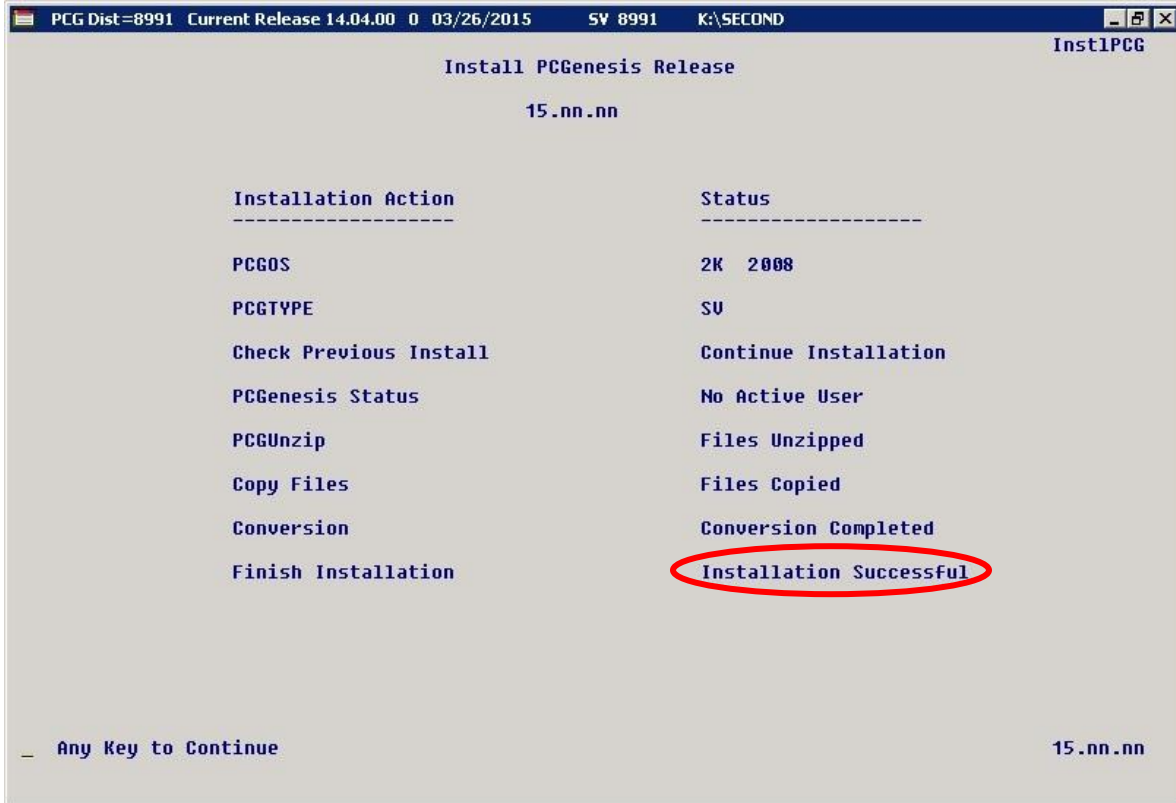 PCG Dist=8991 Current Release 14.04.00 0 03/26/2015 SV 8991 K:\SECOND
InstlPCG
Install PCGenesis Release
15.nn.nn
Installation Action Status
------------------- -------------------
PCGOS 2K 2008
PCGTYPE SV
Check Previous Install Continue Installation
PCGenesis Status No Active User
PCGUnzip Files Unzipped
Copy Files Files Copied
Conversion Conversion Completed
Finish Installation Installation Successful
_ Any Key to Continue 15.nn.nn